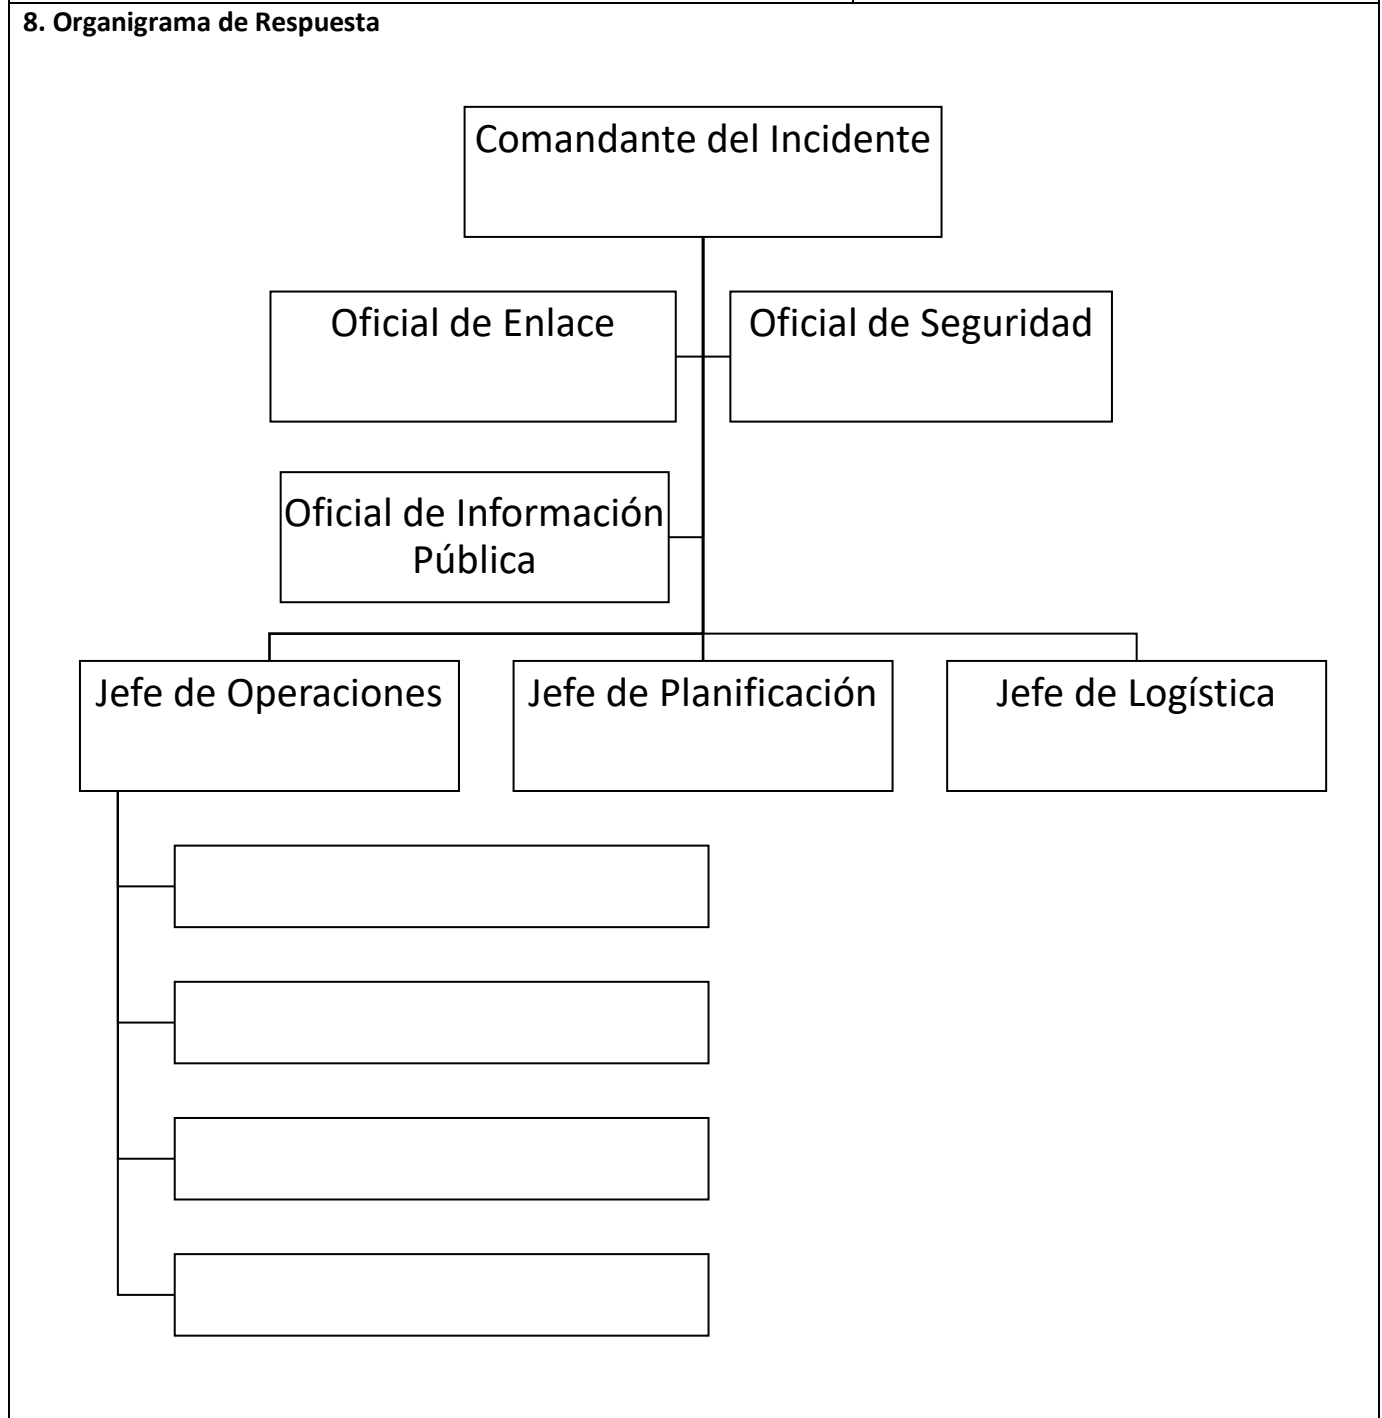 8. Organigrama de Respuesta
Comandante del Incidente
Oficial de Enlace
Oficial de Seguridad
Oficial de Información
Pública
Jefe de Operaciones
Jefe de Planificación
Jefe de Logística